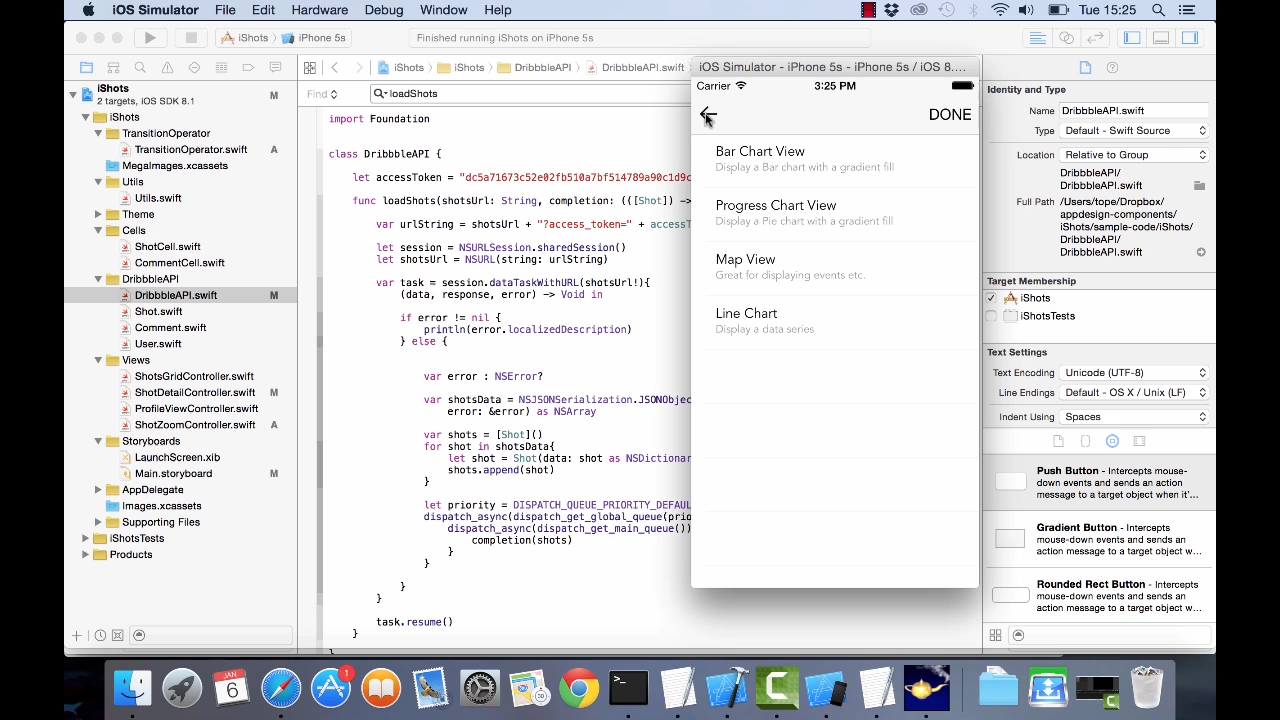 iOS Simulator File Edit Hardware Debug Window Help
Tue 15:25
iShots iPhone 5s
Finished running iShots on iPhone 5s
iShots
2 targets, iOS SDK 8.1
M
iShots
TransitionOperator
TransitionOperator.swift A
MegaImages.xcassets
Utils
Utils.swift
Theme
Cells
ShotCell.swift
CommentCell.swift
DribbbleAPI
DribbbleAPI.swift M
Shot.swift
Comment.swift
User.swift
Views
ShotsGridController.swift
ShotDetailController.swift M
ProfileViewController.swift
ShotZoomController.swift A
Storyboards
LaunchScreen.xib
Main.storyboard M
AppDelegate
Images.xcassets
Supporting Files
iShotsTests
Products
iShots iShots DribbbleAPI DribbbleAPI.swift
Find loadShots
import Foundation
class DribbbleAPI {
let accessToken = "dc5a71673c52e02fb510a7bf514789a90c1d9c
func loadShots(shotsUrl: String, completion: (([Shot]) ->
var urlString = shotsUrl + "?access_token=" + accessT
let session = NSURLSession.sharedSession()
let shotsUrl = NSURL(string: urlString)
var task = session.dataTaskWithURL(shotsUrl!){
(data, response, error) -> Void in
if error != nil {
println(error.localizedDescription)
} else {
var error : NSError?
var shotsData = NSJSONSerialization.JSONObjec
error: &error) as NSArray
var shots = [Shot]()
for shot in shotsData{
let shot = Shot(data: shot as NSDictionar
shots.append(shot)
}
let priority = DISPATCH_QUEUE_PRIORITY_DEFAUL
dispatch_async(dispatch_get_global_queue(prio
dispatch_async(dispatch_get_main_queue())
completion(shots)
}
}
}
}
task.resume()
}
iOS Simulator - iPhone 5s - iPhone 5s / iOS 8....
Carrier 3:25 PM
DONE
Bar Chart View
Display a Bar chart with a gradient fill
Progress Chart View
Display a Pie chart with a gradient fill
Map View
Great for displaying events etc.
Line Chart
Display a data series
Identity and Type
Name DribbbleAPI.swift
Type Default - Swift Source
Location Relative to Group
DribbbleAPI/
DribbbleAPI.swift
Full Path /Users/tope/Dropbox/
appdesign-components/
iShots/sample-code/iShots/
DribbbleAPI/
DribbbleAPI.swift
Target Membership
iShots
iShotsTests
Text Settings
Text Encoding Unicode (UTF-8)
Line Endings Default - OS X / Unix (LF)
Indent Using Spaces
Push Button - Intercepts mouse-
down events and sends an
action message to a target object when it'...
Gradient Button - Intercepts
mouse-down events and sends an
action message to a target object w...
Rounded Rect Button - Intercepts
mouse-down events and sends an
action message to a target object w...
JAN
6
1